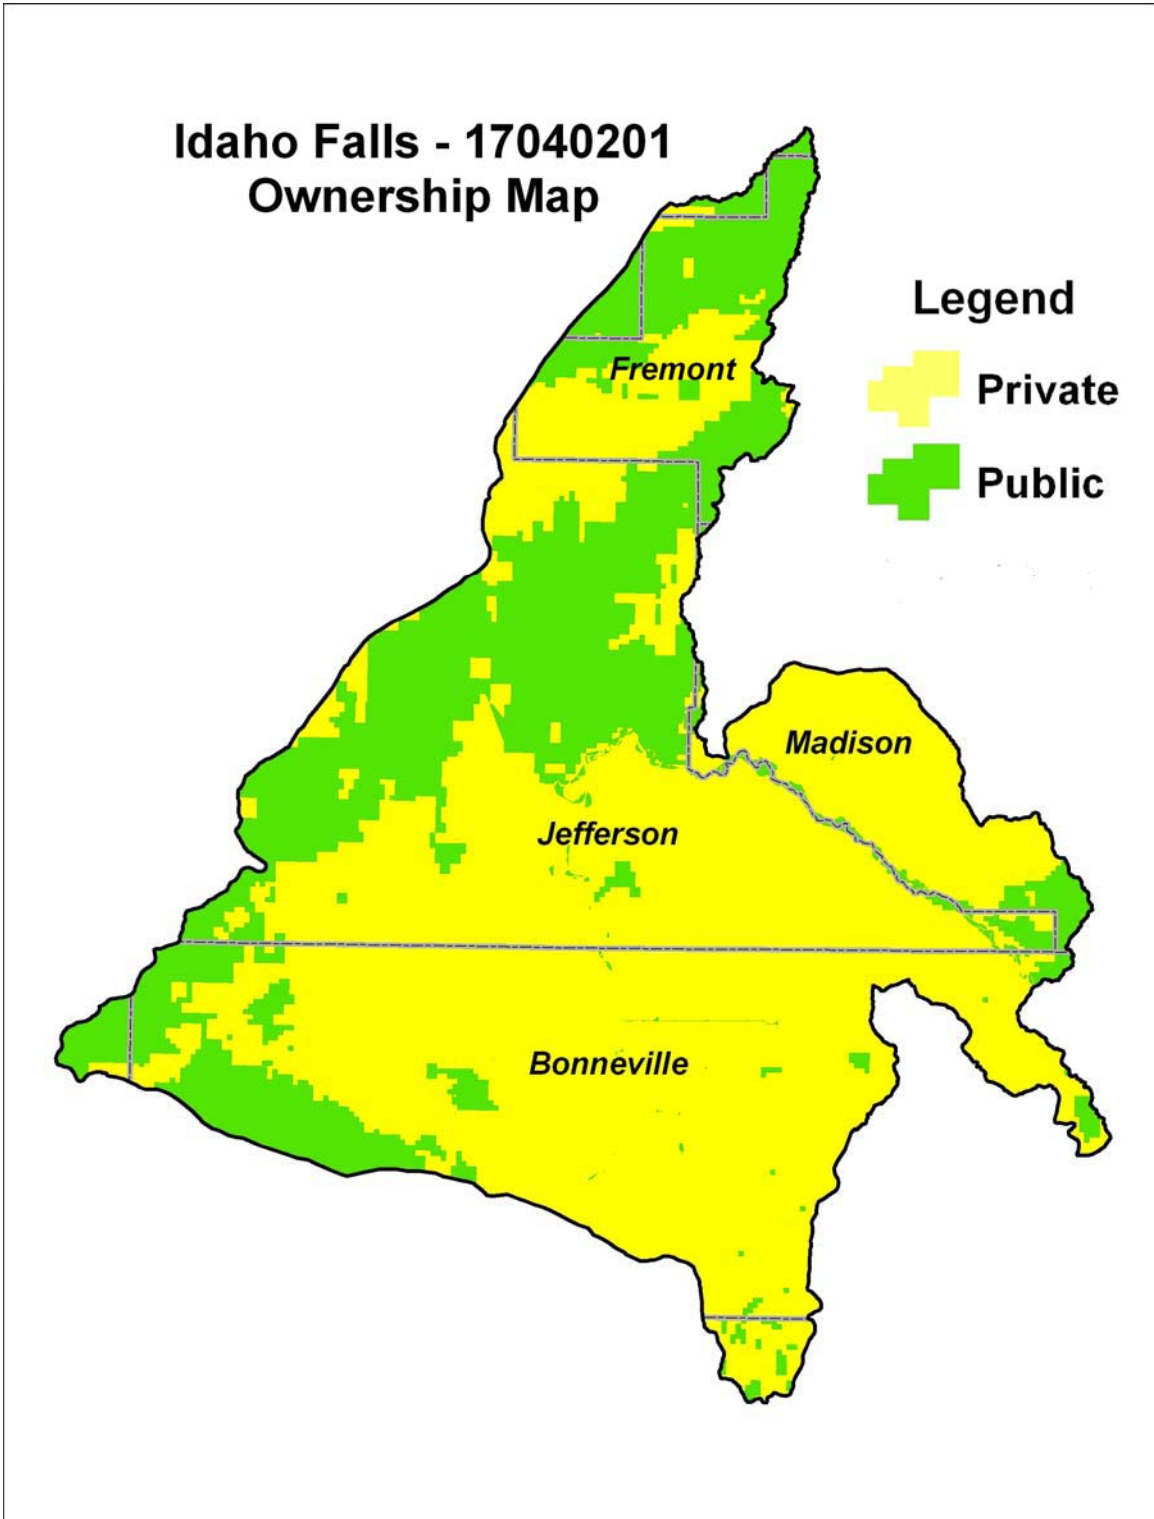 Idaho Falls - 17040201
Ownership Map
Legend
Private
Public
Fremont
Madison
Jefferson
Bonneville